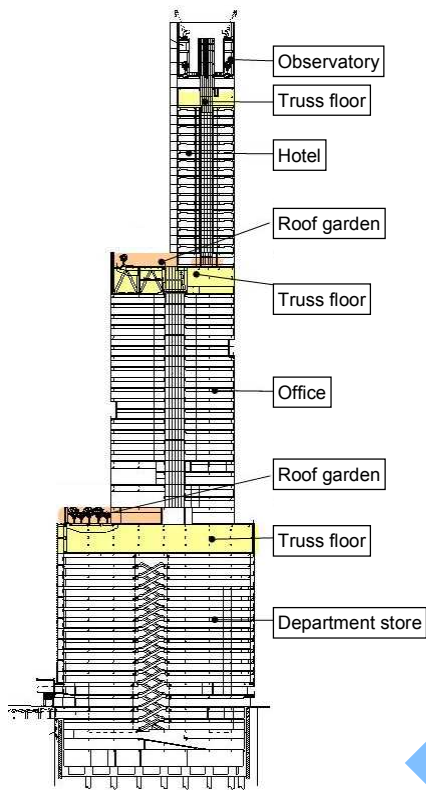 Observatory
Truss floor
Hotel
Roof garden
Truss floor
Office
Roof garden
Truss floor
Department store